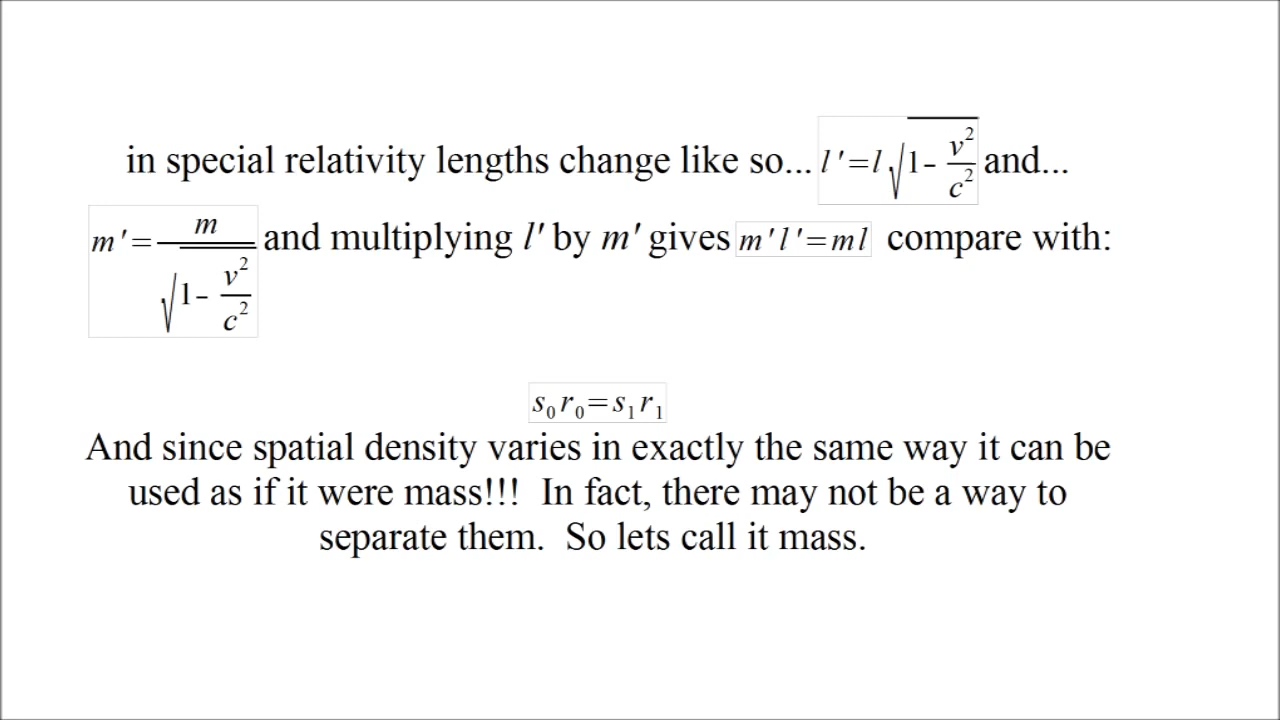 in special relativity lengths change like so... l'=l√(1-v²/c²) and...
m'=m/√(1-v²/c²) and multiplying l' by m' gives m'l'=ml compare with:
s₀r₀=s₁r₁
And since spatial density varies in exactly the same way it can be
used as if it were mass!!! In fact, there may not be a way to
separate them. So lets call it mass.